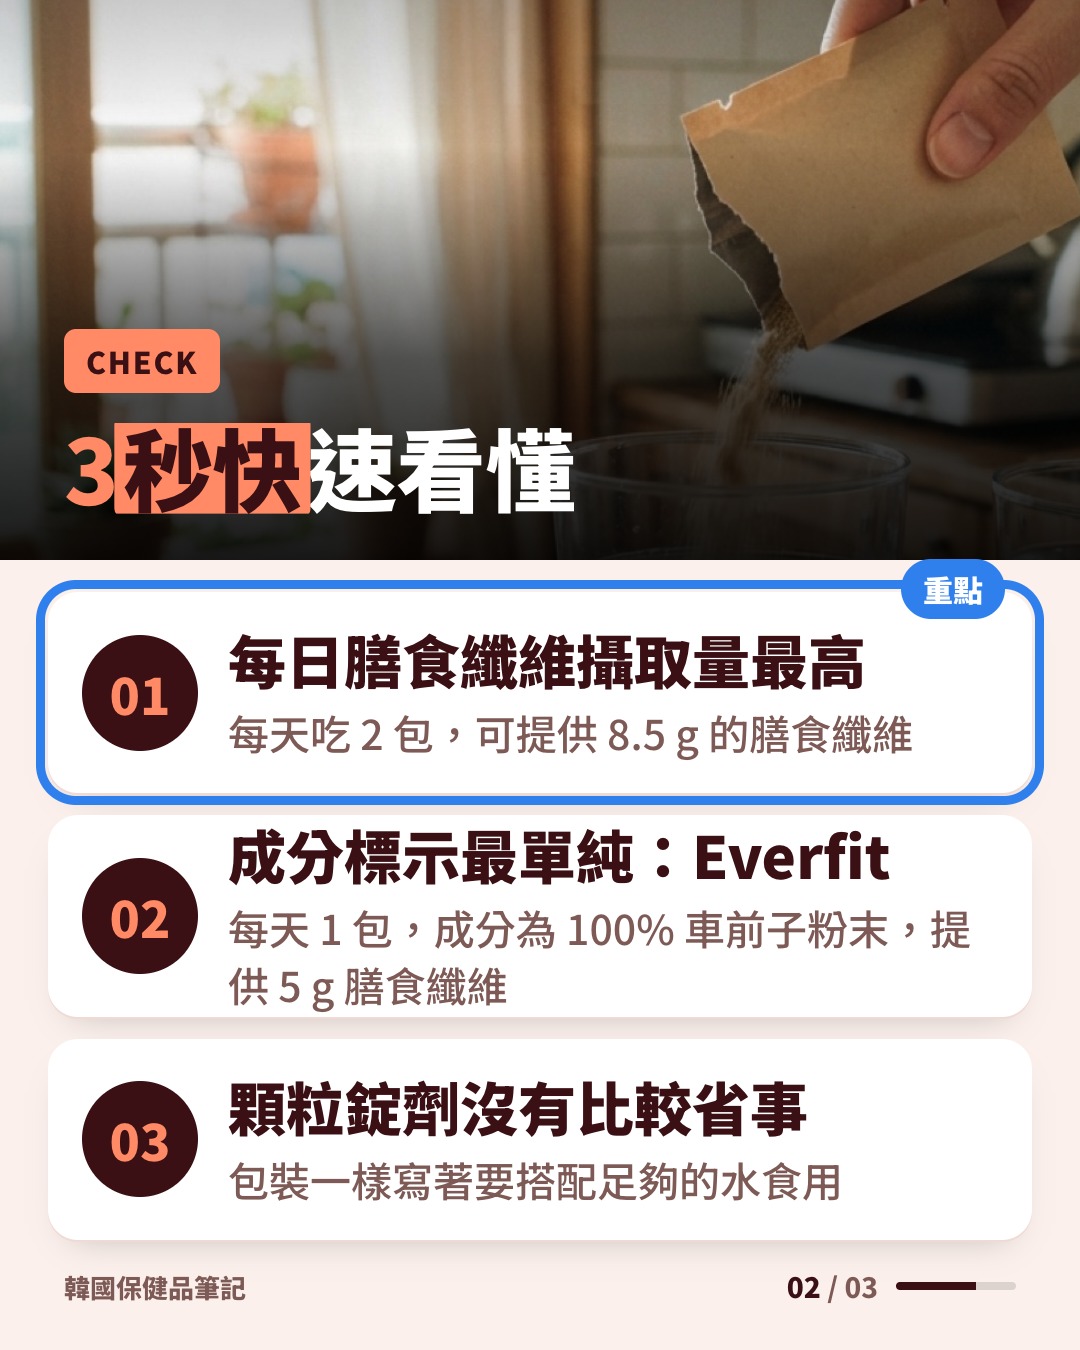 CHECK
3秒快速看懂
重點
01
每日膳食纖維攝取量最高
每天吃 2 包，可提供 8.5 g 的膳食纖維
02
成分標示最單純：Everfit
每天 1 包，成分為 100% 車前子粉末，提
供 5 g 膳食纖維
03
顆粒錠劑沒有比較省事
包裝一樣寫著要搭配足夠的水食用
韓國保健品筆記
02 / 03